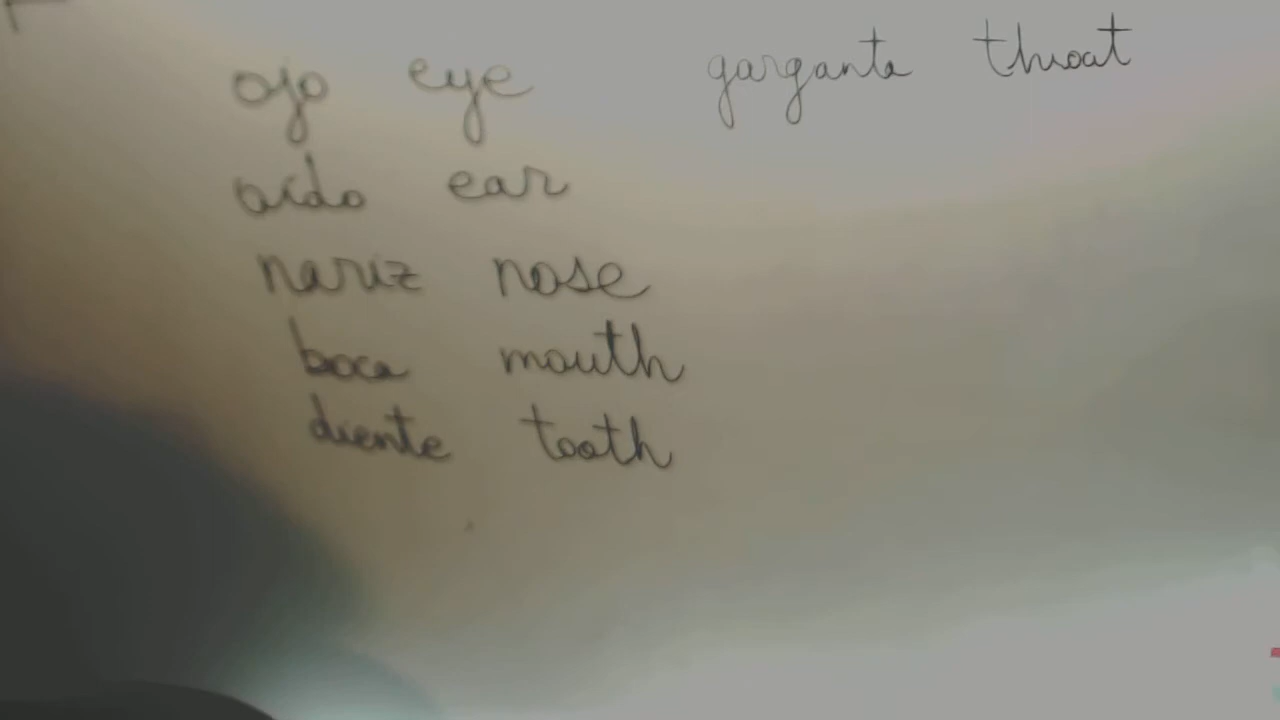 ojo eye garganta throat
oído ear
nariz nose
boca mouth
diente tooth